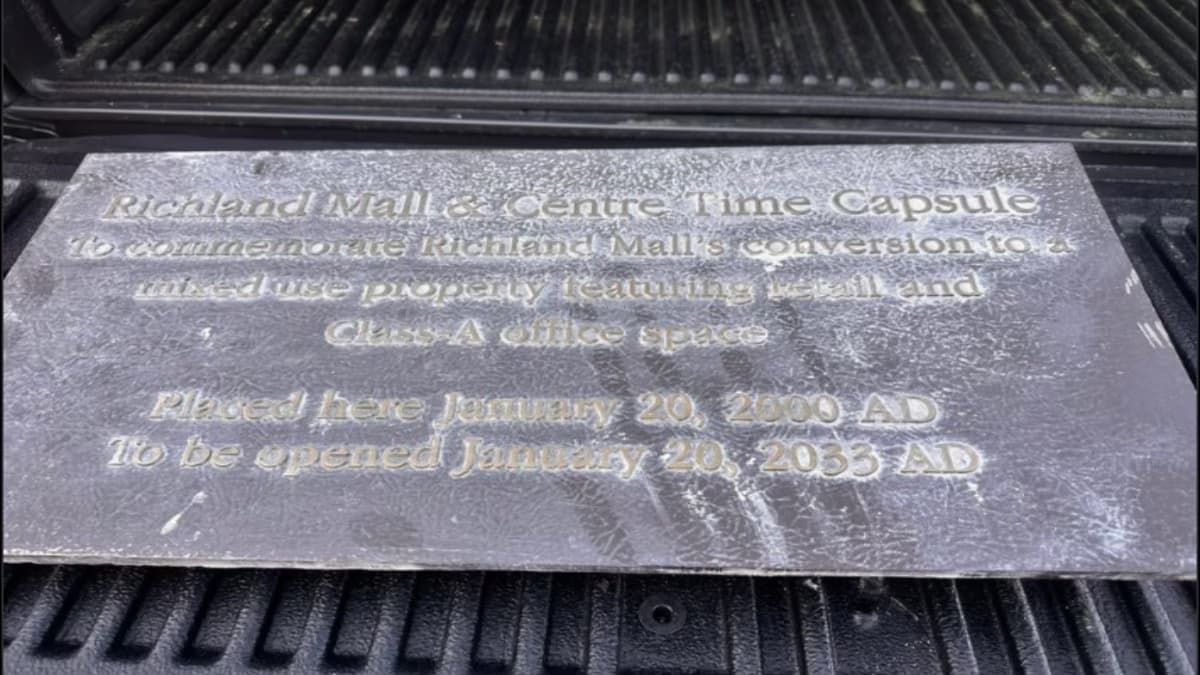 Richland Mall & Centre Time Capsule
To commemorate Richland Mall's conversion to a
mixed use property featuring retail and
Class-A office space
Placed here January 20, 2000 AD
To be opened January 20, 2033 AD